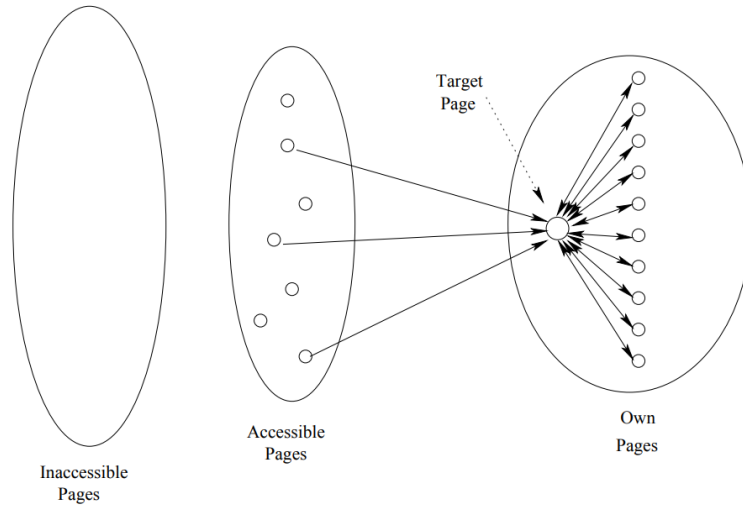 Target
Page
Own
Pages
Accessible
Pages
Inaccessible
Pages